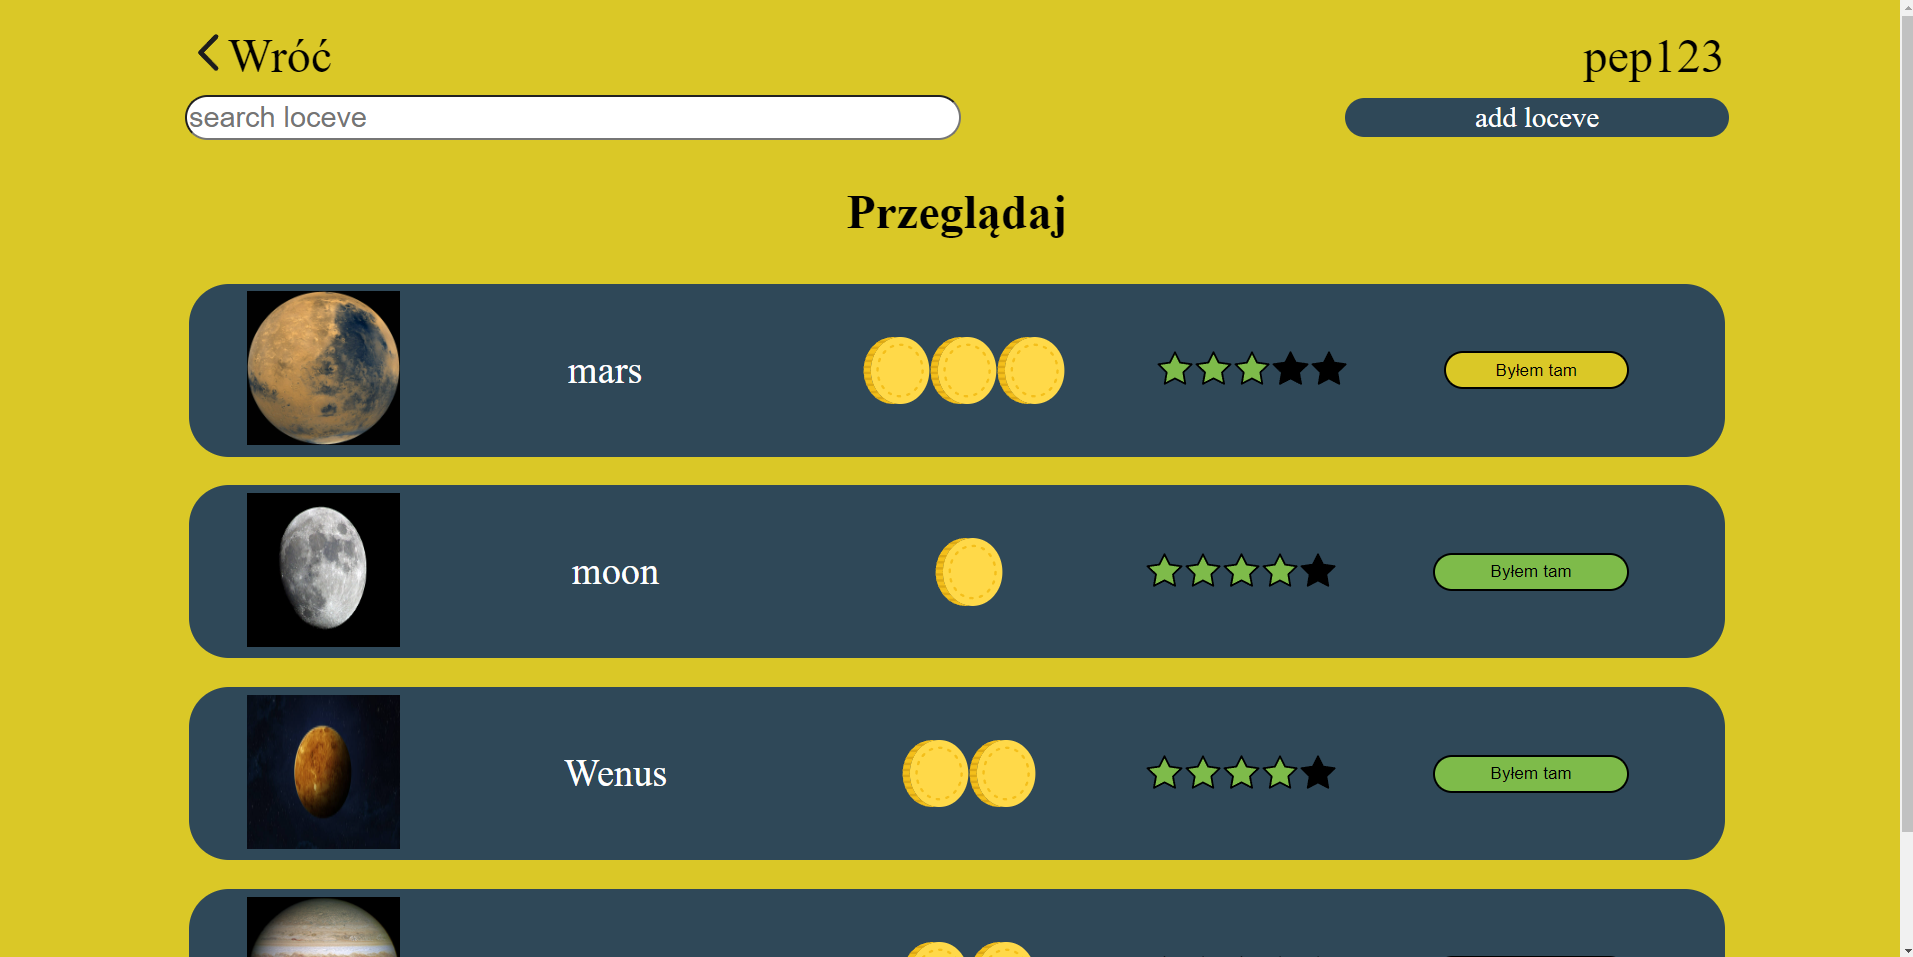 Wróć
pep123
search loceve
add loceve
Przeglądaj
mars
Byłem tam
moon
Byłem tam
Wenus
Byłem tam